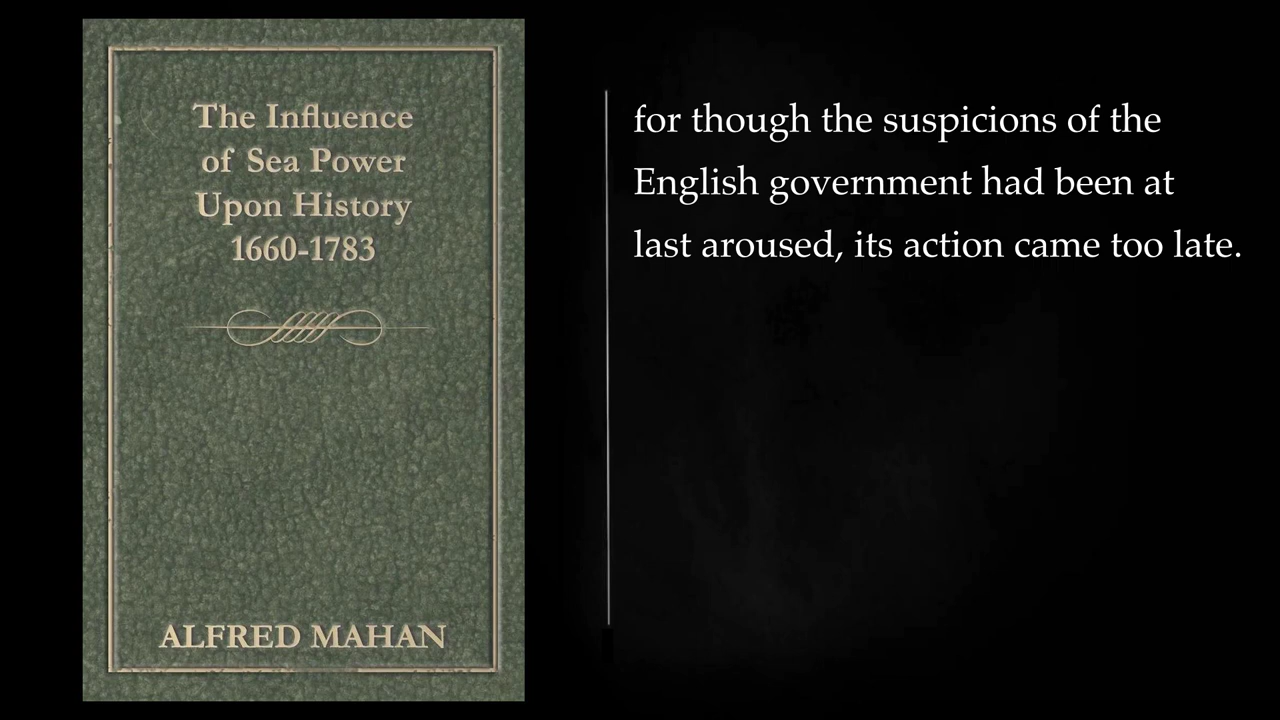 The Influence
of Sea Power
Upon History
1660-1783
ALFRED MAHAN
for though the suspicions of the
English government had been at
last aroused, its action came too late.